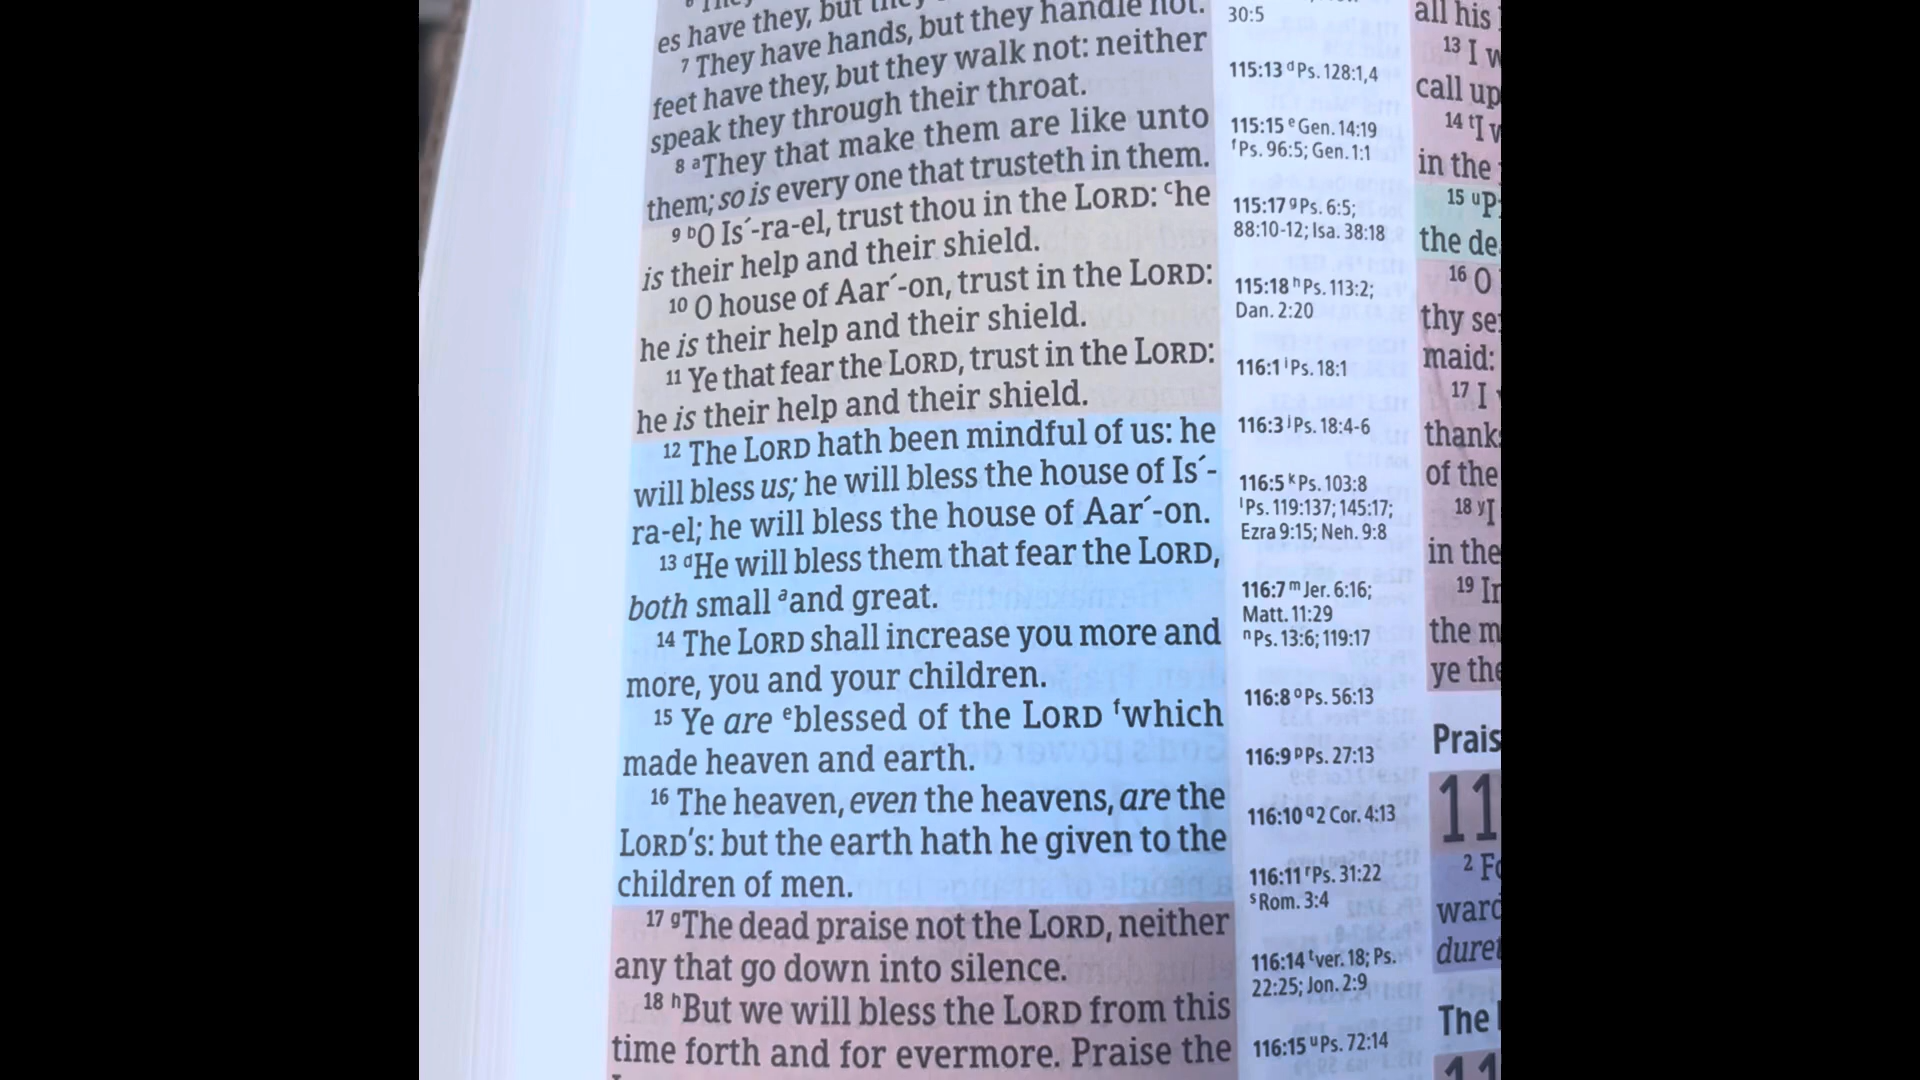 es have they, but they
7 They have hands, but they handle not:
feet have they, but they walk not: neither
speak they through their throat.
8 aThey that make them are like unto
them; so is every one that trusteth in them.
9 bO Is´-ra-el, trust thou in the LORD: che
is their help and their shield.
10 O house of Aar´-on, trust in the LORD:
he is their help and their shield.
11 Ye that fear the LORD, trust in the LORD:
he is their help and their shield.
12 The LORD hath been mindful of us: he
will bless us; he will bless the house of Is´-
ra-el; he will bless the house of Aar´-on.
13 dHe will bless them that fear the LORD,
both small aand great.
14 The LORD shall increase you more and
more, you and your children.
15 Ye are eblessed of the LORD fwhich
made heaven and earth.
16 The heaven, even the heavens, are the
LORD's: but the earth hath he given to the
children of men.
17 gThe dead praise not the LORD, neither
any that go down into silence.
18 hBut we will bless the LORD from this
time forth and for evermore. Praise the
30:5
115:13 dPs. 128:1,4
115:15 eGen. 14:19
fPs. 96:5; Gen. 1:1
115:17 gPs. 6:5;
88:10-12; Isa. 38:18
115:18 hPs. 113:2;
Dan. 2:20
116:1 iPs. 18:1
116:3 jPs. 18:4-6
116:5 kPs. 103:8
lPs. 119:137; 145:17;
Ezra 9:15; Neh. 9:8
116:7 mJer. 6:16;
Matt. 11:29
nPs. 13:6; 119:17
116:8 oPs. 56:13
116:9 pPs. 27:13
116:10 q2 Cor. 4:13
116:11 rPs. 31:22
sRom. 3:4
116:14 tver. 18; Ps.
22:25; Jon. 2:9
116:15 uPs. 72:14
all his
13 I w
call up
14 tI
in the
15 uP
the de
16 O
thy se
maid:
17 I
thank
of the
18 yI
in the
19 In
the m
ye the
Prais
11
2 Fo
ward
duret
The
11